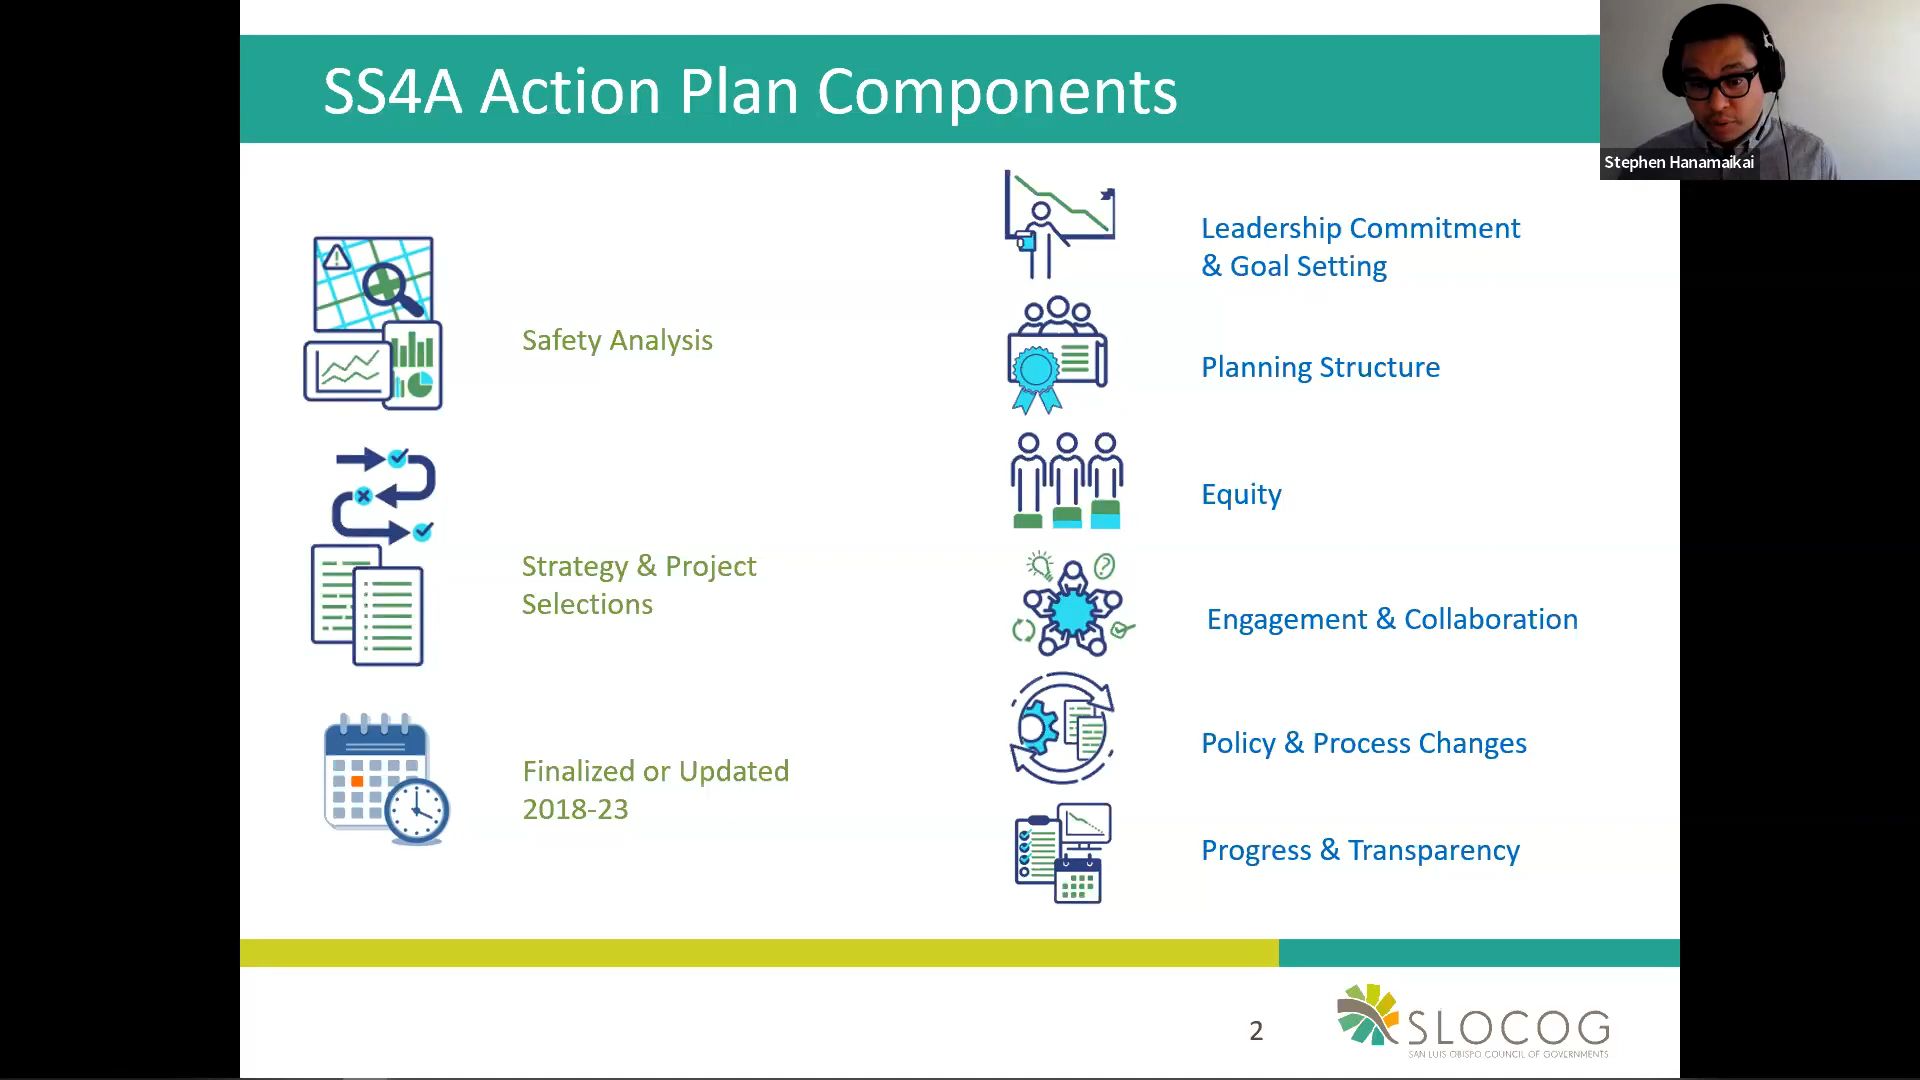 SS4A Action Plan Components
Stephen Hanamaikai
Safety Analysis
Strategy & Project
Selections
Finalized or Updated
2018-23
Leadership Commitment
& Goal Setting
Planning Structure
Equity
Engagement & Collaboration
Policy & Process Changes
Progress & Transparency
2
SLOCOG
SAN LUIS OBISPO COUNCIL OF GOVERNMENTS